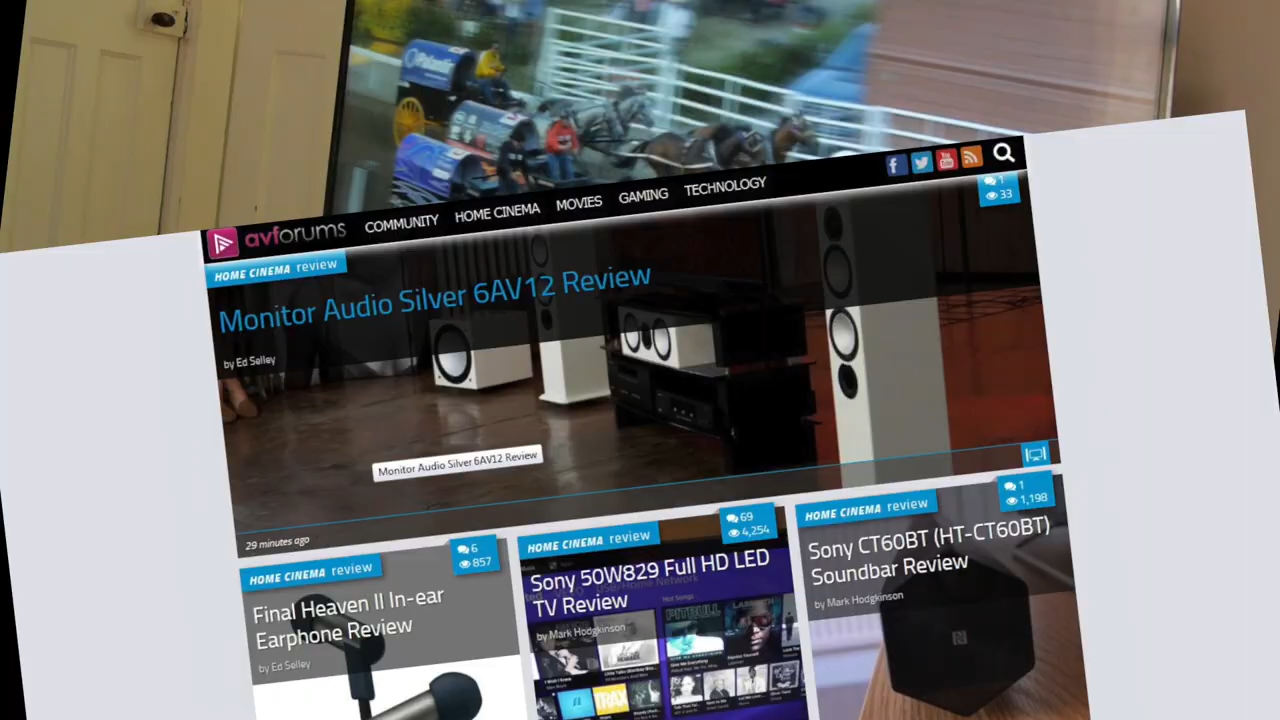 avforums COMMUNITY HOME CINEMA MOVIES GAMING TECHNOLOGY
1
33
HOME CINEMA review
Monitor Audio Silver 6AV12 Review
by Ed Selley
Monitor Audio Silver 6AV12 Review
29 minutes ago
HOME CINEMA review
6
857
Final Heaven II In-ear
Earphone Review
by Ed Selley
HOME CINEMA review
69
4,254
Sony 50W829 Full HD LED
TV Review
by Mark Hodgkinson
PITBULL
HOME CINEMA review
1
1,198
Sony CT60BT (HT-CT60BT)
Soundbar Review
by Mark Hodgkinson